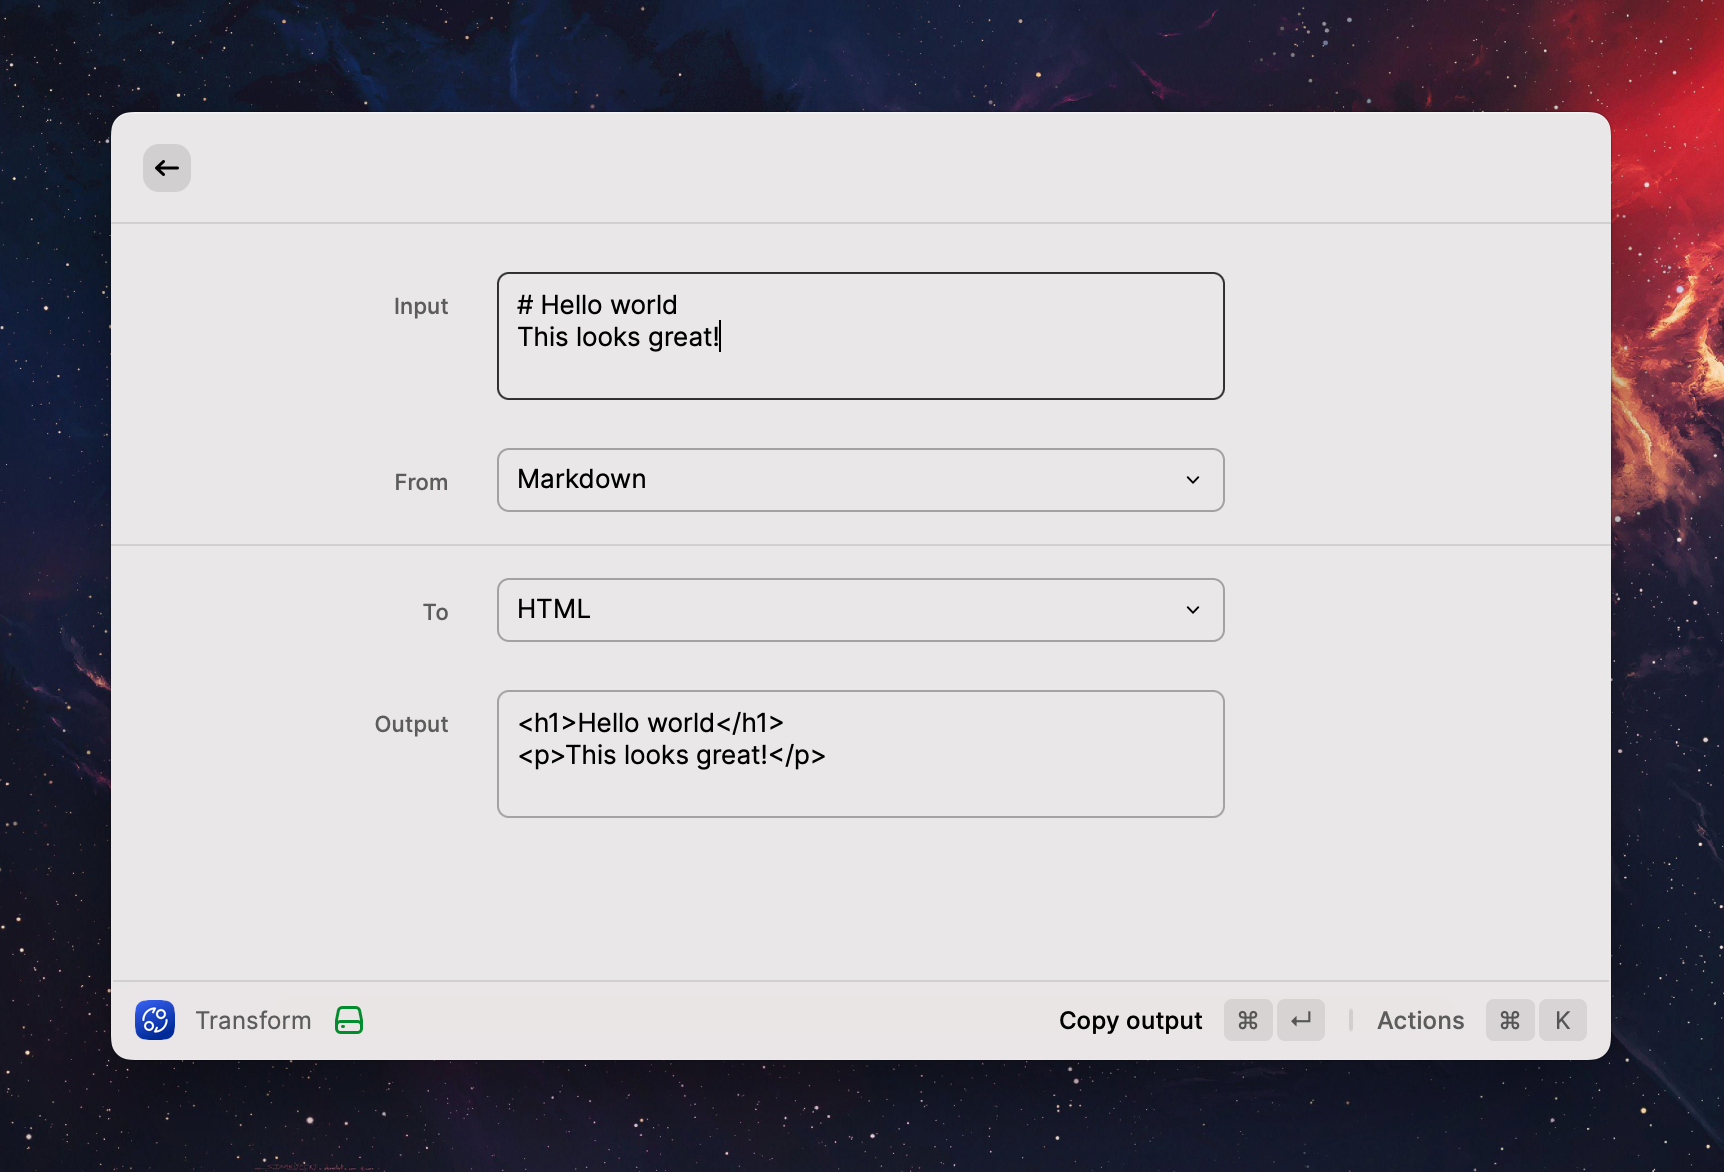 Input
# Hello world
This looks great!
From
Markdown
To
HTML
Output
<h1>Hello world</h1>
<p>This looks great!</p>
Transform
Copy output ⌘ ↵ | Actions ⌘ K